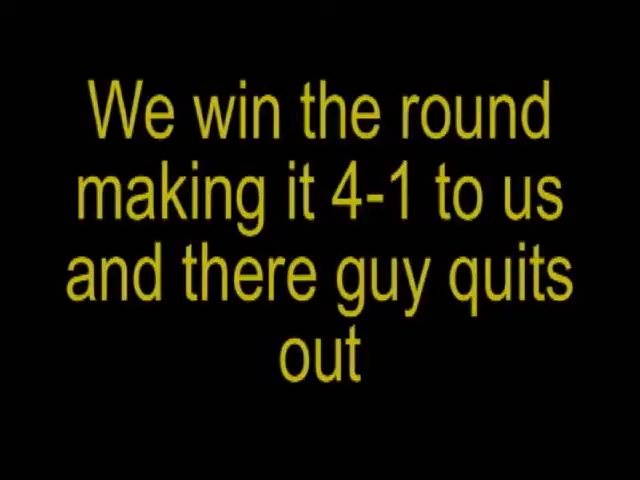 We win the round
making it 4-1 to us
and there guy quits
out